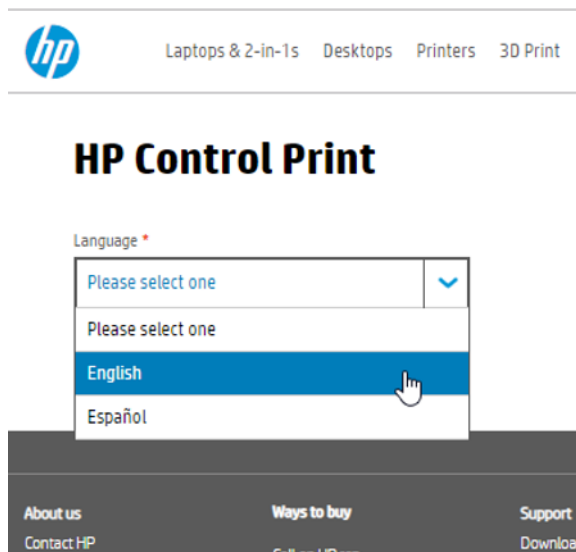 hp
Laptops & 2-in-1s Desktops Printers 3D Print
HP Control Print
Language *
Please select one
Please select one
English
Español
About us Ways to buy Support
Contact HP